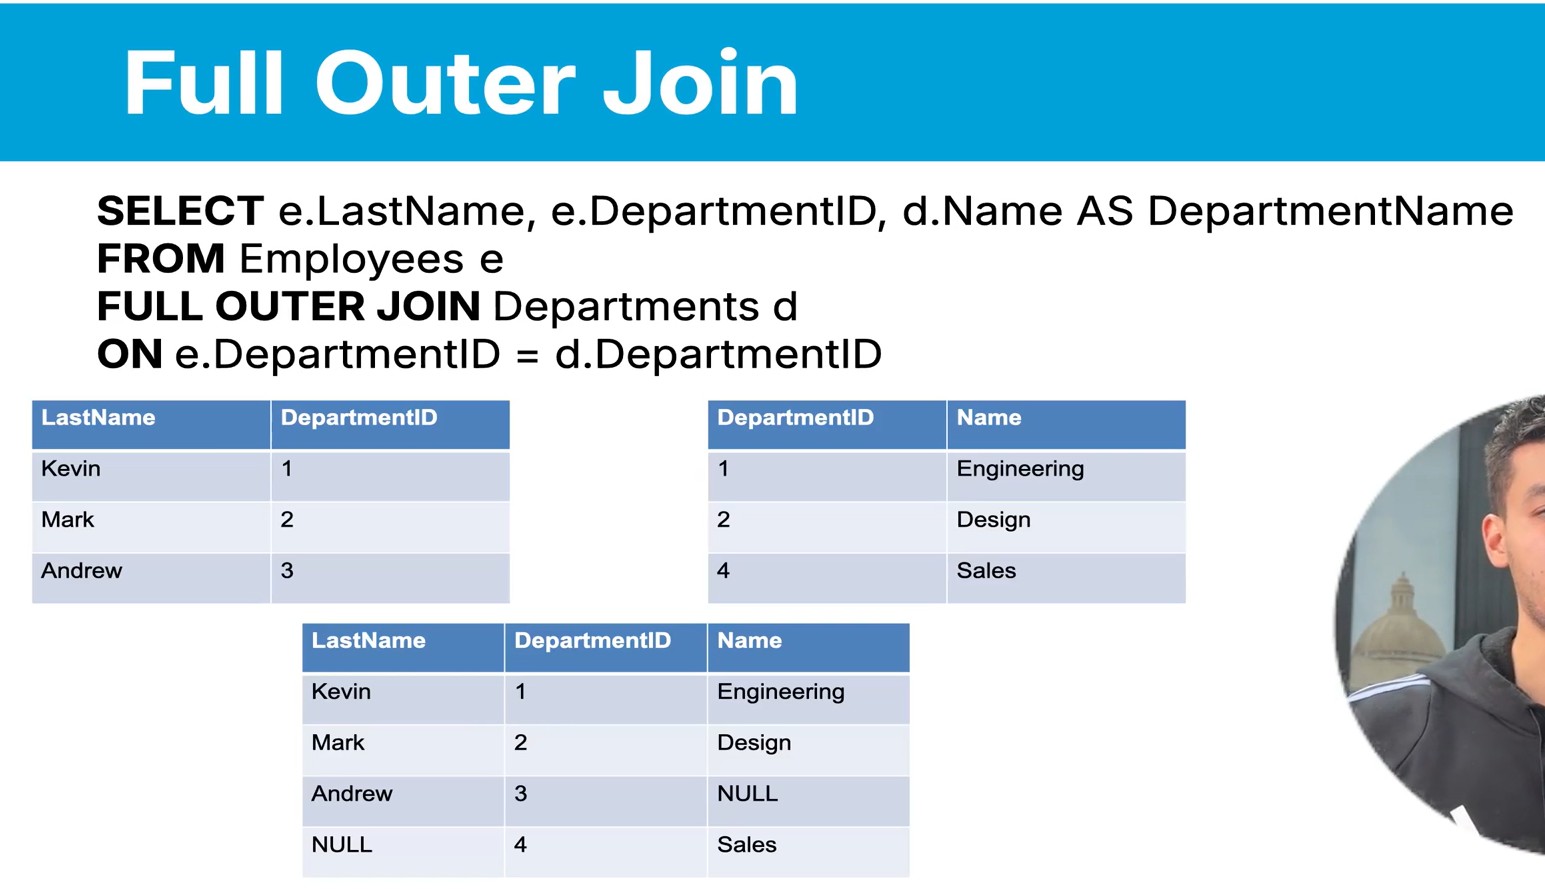 Full Outer Join
SELECT e.LastName, e.DepartmentID, d.Name AS DepartmentName
FROM Employees e
FULL OUTER JOIN Departments d
ON e.DepartmentID = d.DepartmentID
LastName DepartmentID
Kevin 1
Mark 2
Andrew 3
DepartmentID Name
1 Engineering
2 Design
4 Sales
LastName DepartmentID Name
Kevin 1 Engineering
Mark 2 Design
Andrew 3 NULL
NULL 4 Sales